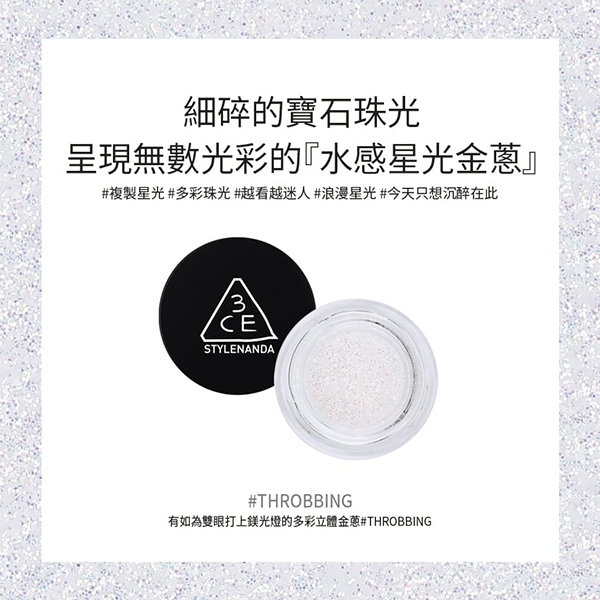 細碎的寶石珠光
呈現無數光彩的『水感星光金蔥』
#複製星光 #多彩珠光 #越看越迷人 #浪漫星光 #今天只想沉醉在此
3
CE
STYLENANDA
#THROBBING
有如為雙眼打上鎂光燈的多彩立體金蔥#THROBBING